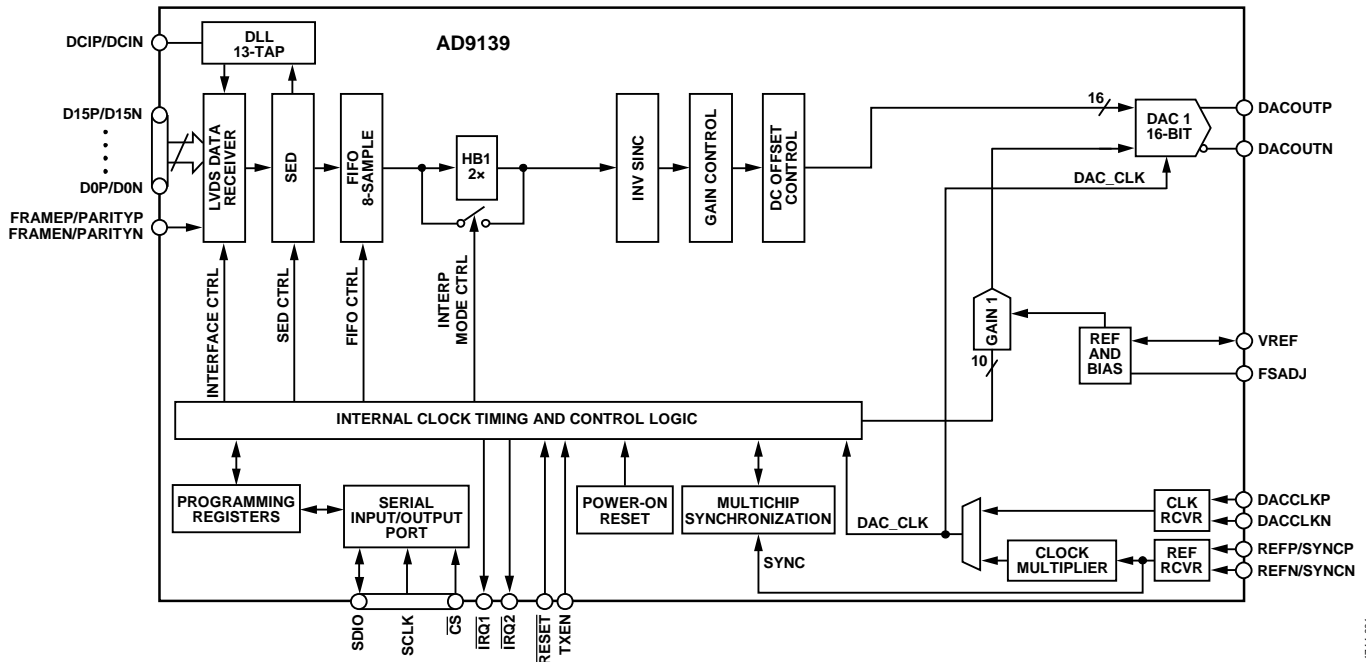 DCIP/DCIN
DLL
13-TAP
AD9139
D15P/D15N
D0P/D0N
FRAMEP/PARITYP
FRAMEN/PARITYN
LVDS DATA
RECEIVER
SED
FIFO
8-SAMPLE
HB1
2×
INV SINC
GAIN CONTROL
DC OFFSET
CONTROL
16
DAC 1
16-BIT
DACOUTP
DACOUTN
DAC_CLK
INTERFACE CTRL
SED CTRL
FIFO CTRL
INTERP
MODE CTRL
GAIN 1
10
REF
AND
BIAS
VREF
FSADJ
INTERNAL CLOCK TIMING AND CONTROL LOGIC
PROGRAMMING
REGISTERS
SERIAL
INPUT/OUTPUT
PORT
POWER-ON
RESET
MULTICHIP
SYNCHRONIZATION
DAC_CLK
SYNC
CLOCK
MULTIPLIER
CLK
RCVR
REF
RCVR
DACCLKP
DACCLKN
REFP/SYNCP
REFN/SYNCN
SDIO
SCLK
CS
IRQ1
IRQ2
RESET
TXEN